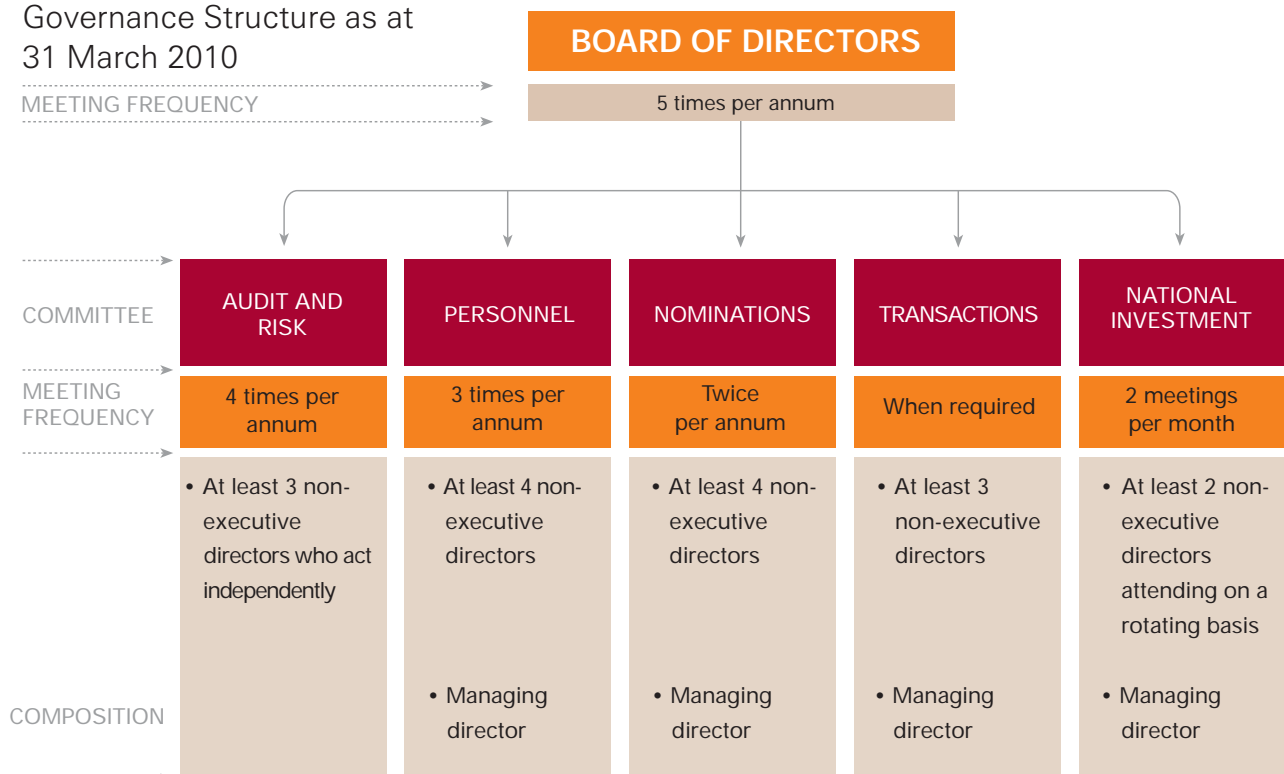 Governance Structure as at
31 March 2010
BOARD OF DIRECTORS
MEETING FREQUENCY
5 times per annum
COMMITTEE
AUDIT AND
RISK
PERSONNEL
NOMINATIONS
TRANSACTIONS
NATIONAL
INVESTMENT
MEETING
FREQUENCY
4 times per
annum
3 times per
annum
Twice
per annum
When required
2 meetings
per month
COMPOSITION
• At least 3 non-
executive
directors who act
independently
• At least 4 non-
executive
directors
• Managing
director
• At least 4 non-
executive
directors
• Managing
director
• At least 3
non-executive
directors
• Managing
director
• At least 2 non-
executive
directors
attending on a
rotating basis
• Managing
director